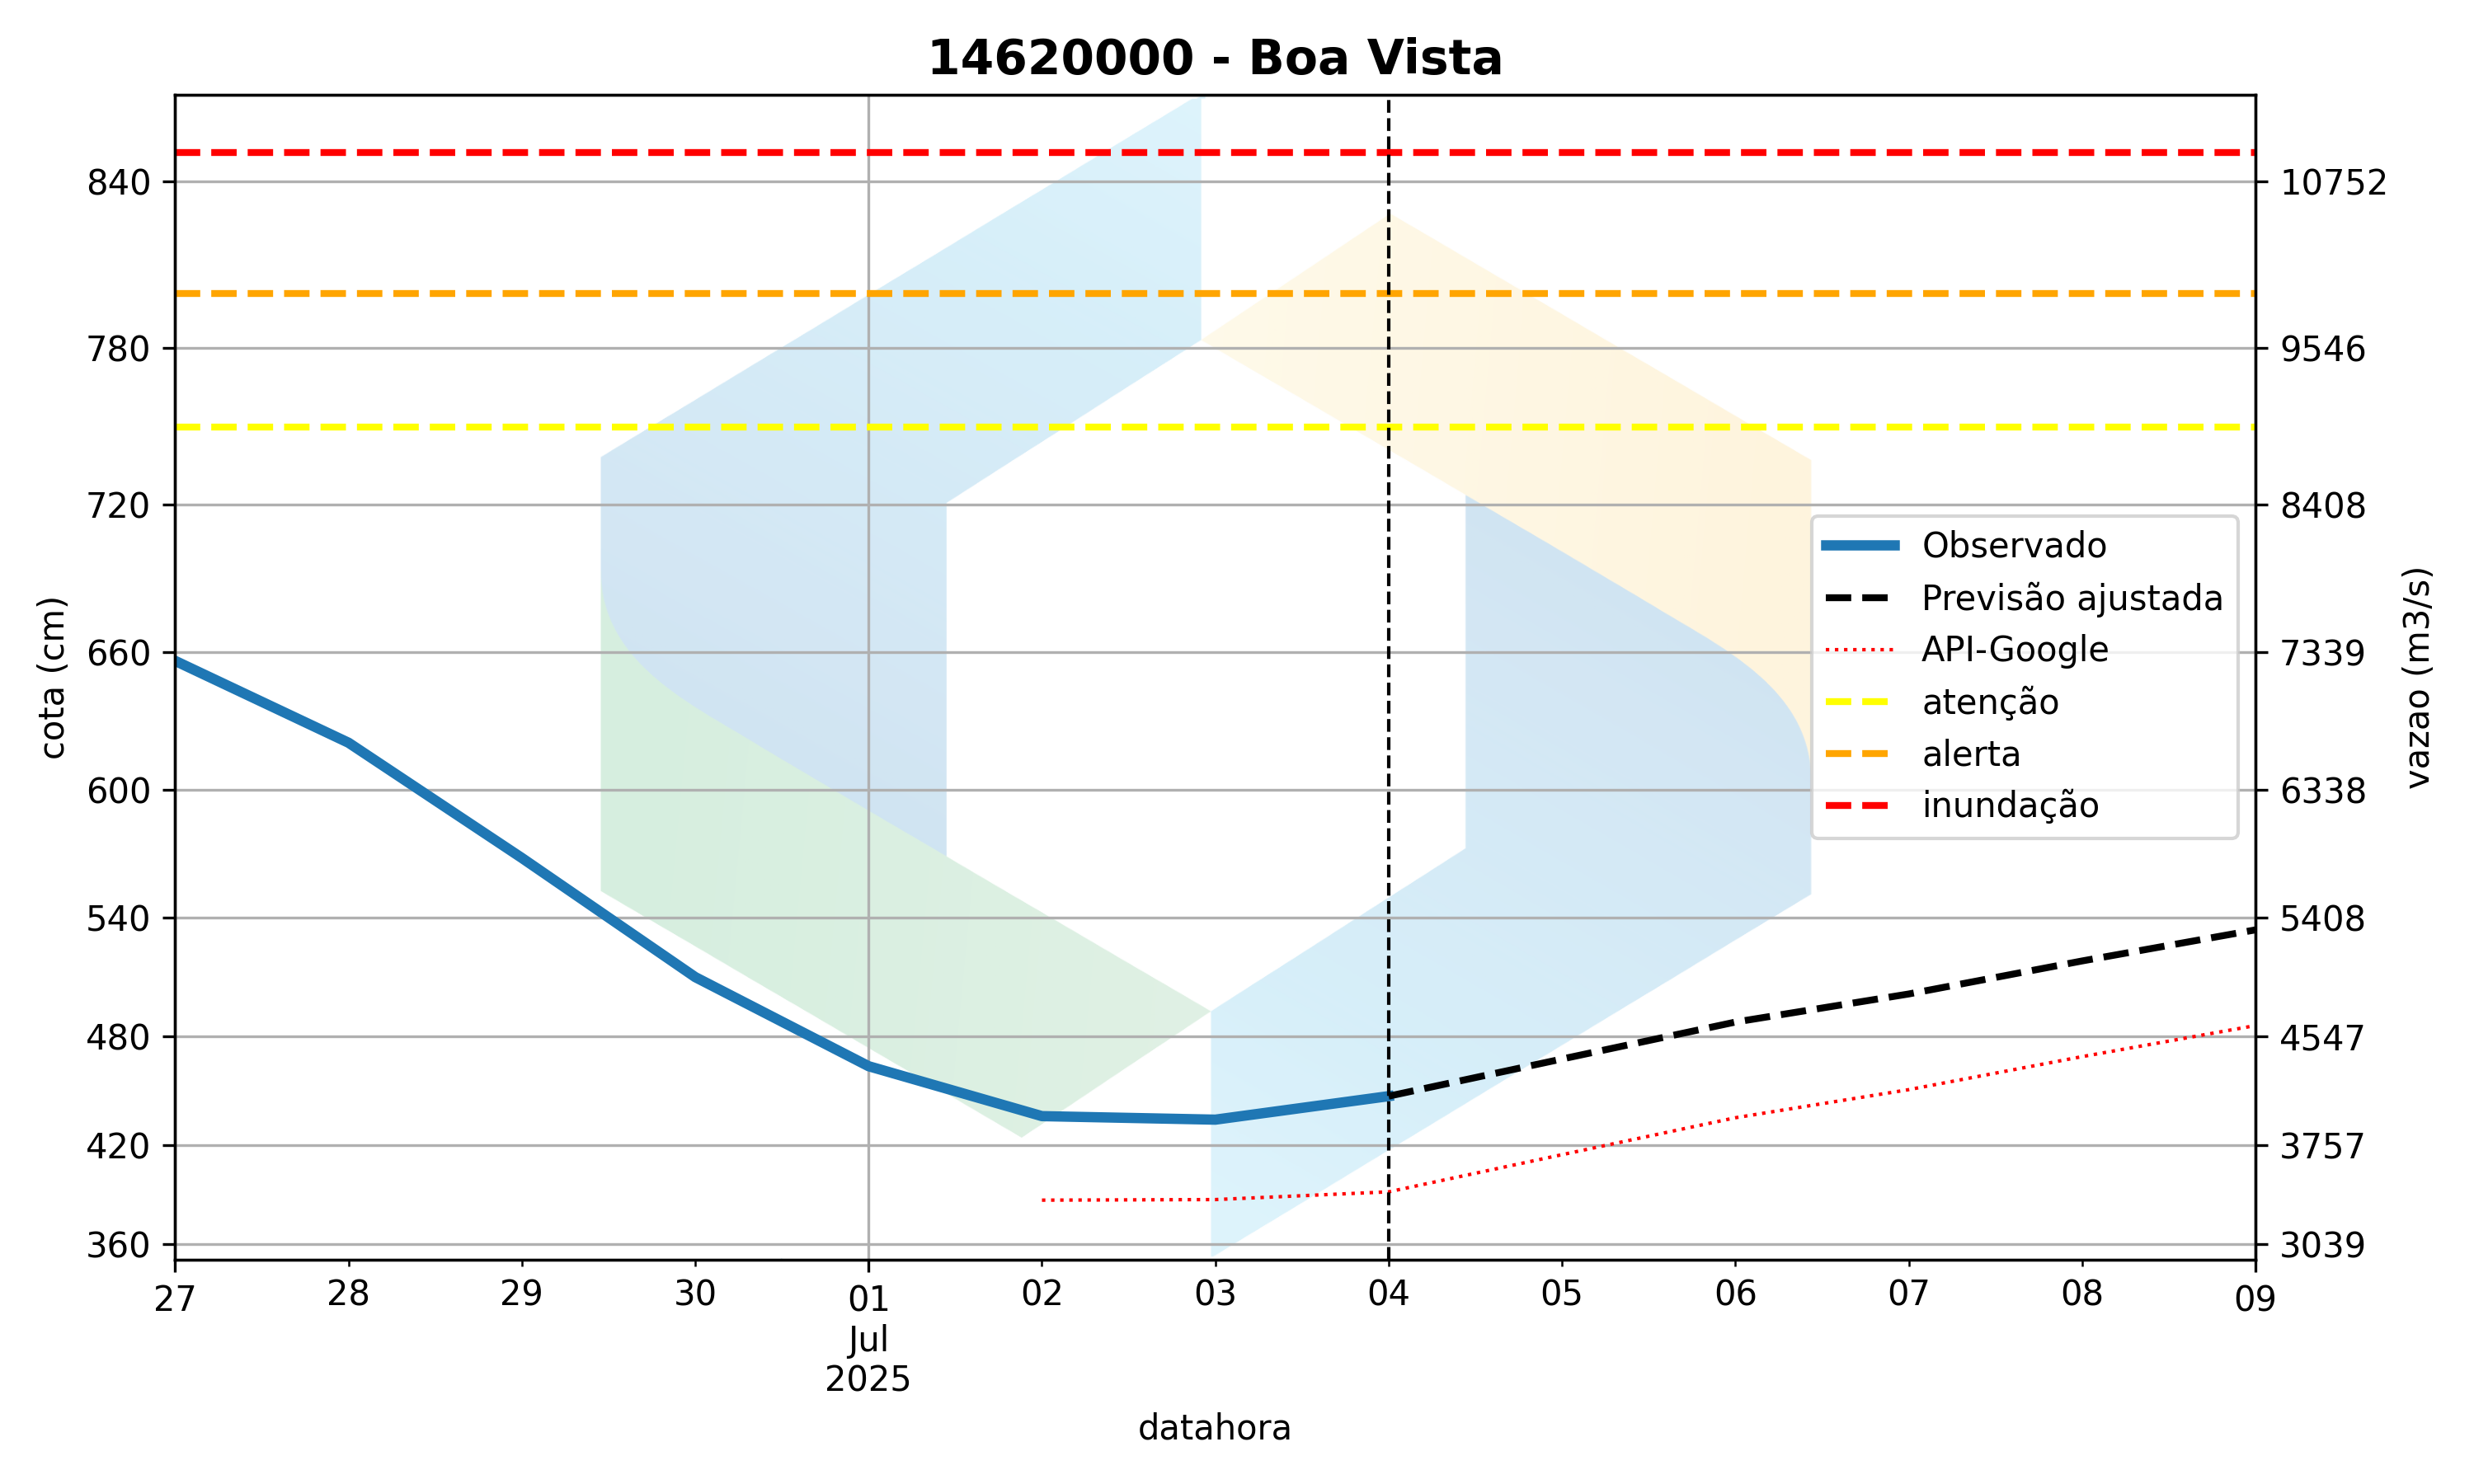 14620000 - Boa Vista
840
780
720
660
600
540
480
420
360
cota (cm)
10752
9546
8408
7339
6338
5408
4547
3757
3039
vazao (m3/s)
Observado
Previsão ajustada
API-Google
atenção
alerta
inundação
27 28 29 30 01 02 03 04 05 06 07 08 09
Jul
2025
datahora